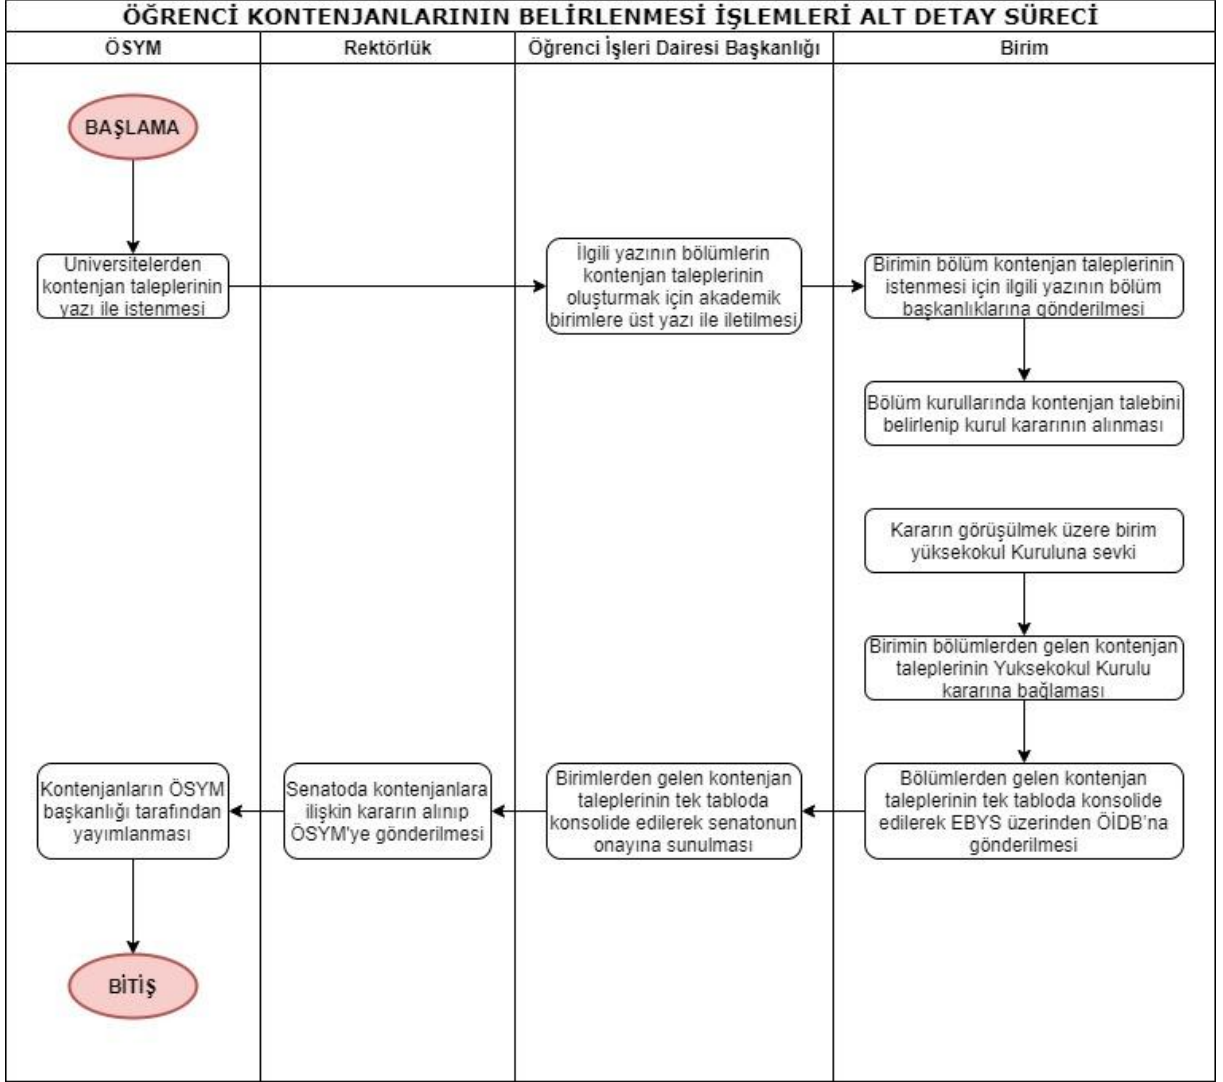 ÖĞRENCİ KONTENJANLARININ BELİRLENMESİ İŞLEMLERİ ALT DETAY SÜRECİ
ÖSYM
Rektörlük
Öğrenci İşleri Dairesi Başkanlığı
Birim
BAŞLAMA
Universitelerden
kontenjan taleplerinin
yazı ile istenmesi
İlgili yazının bölümlerin
kontenjan taleplerinin
oluşturmak için akademik
birimlere üst yazı ile iletilmesi
Birimin bölüm kontenjan taleplerinin
istenmesi için ilgili yazının bölüm
başkanlıklarına gönderilmesi
Bölüm kurullarında kontenjan talebini
belirlenip kurul kararının alınması
Kararın görüşülmek üzere birim
yüksekokul Kuruluna sevki
Birimin bölümlerden gelen kontenjan
taleplerinin Yuksekokul Kurulu
kararına bağlaması
Bölümlerden gelen kontenjan
taleplerinin tek tabloda konsolide
edilerek EBYS üzerinden ÖİDB'na
gönderilmesi
Birimlerden gelen kontenjan
taleplerinin tek tabloda
konsolide edilerek senatonun
onayına sunulması
Senatoda kontenjanlara
ilişkin kararın alınıp
ÖSYM'ye gönderilmesi
Kontenjanların ÖSYM
başkanlığı tarafından
yayımlanması
BİTİŞ